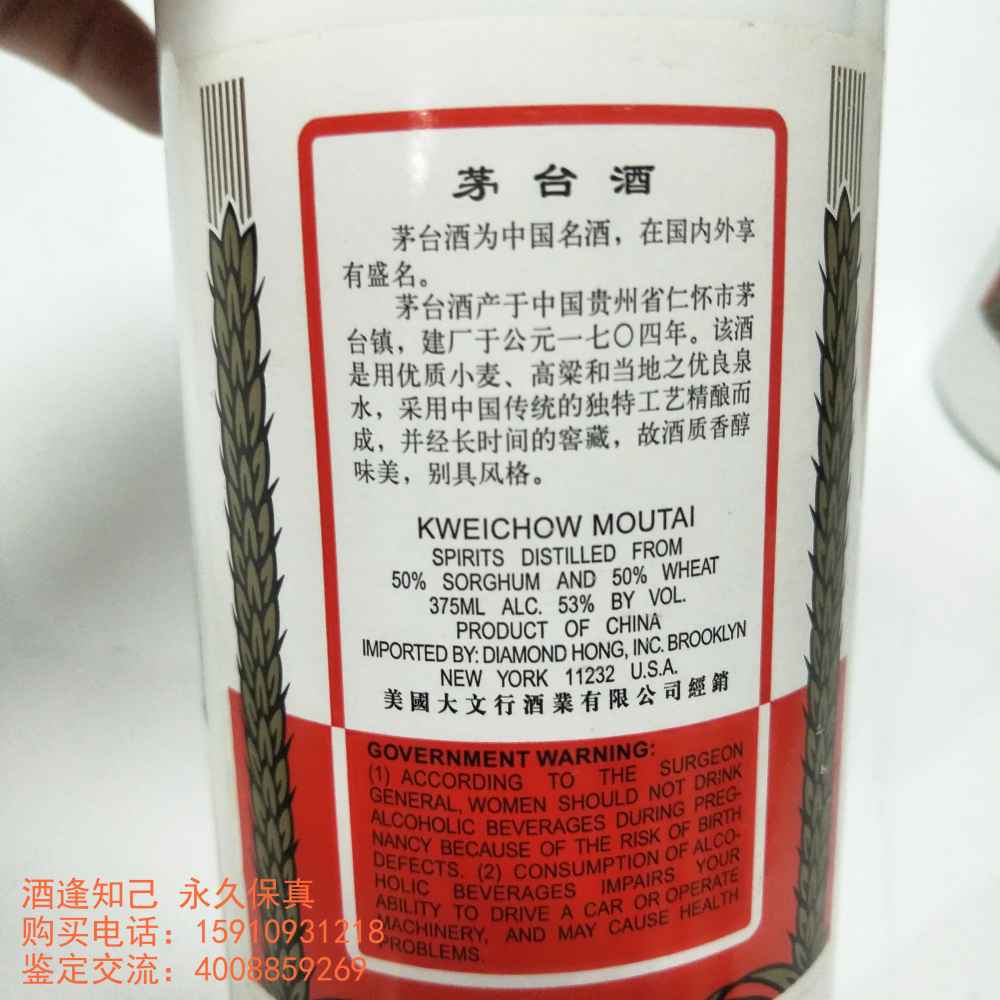 茅台酒
茅台酒为中国名酒，在国内外享
有盛名。
茅台酒产于中国贵州省仁怀市茅
台镇，建厂于公元一七〇四年。该酒
是用优质小麦、高梁和当地之优良泉
水，采用中国传统的独特工艺精酿而
成，并经长时间的窖藏，故酒质香醇
味美，别具风格。
KWEICHOW MOUTAI
SPIRITS DISTILLED FROM
50% SORGHUM AND 50% WHEAT
375ML ALC. 53% BY VOL.
PRODUCT OF CHINA
IMPORTED BY: DIAMOND HONG, INC. BROOKLYN
NEW YORK 11232 U.S.A.
美國大文行酒業有限公司經銷
GOVERNMENT WARNING:
(1) ACCORDING TO THE SURGEON
GENERAL, WOMEN SHOULD NOT DRINK
ALCOHOLIC BEVERAGES DURING PREG-
NANCY BECAUSE OF THE RISK OF BIRTH
DEFECTS. (2) CONSUMPTION OF ALCO-
HOLIC BEVERAGES IMPAIRS YOUR
ABILITY TO DRIVE A CAR OR OPERATE
MACHINERY, AND MAY CAUSE HEALTH
PROBLEMS.
酒逢知己 永久保真
购买电话：15910931218
鉴定交流：4008859269